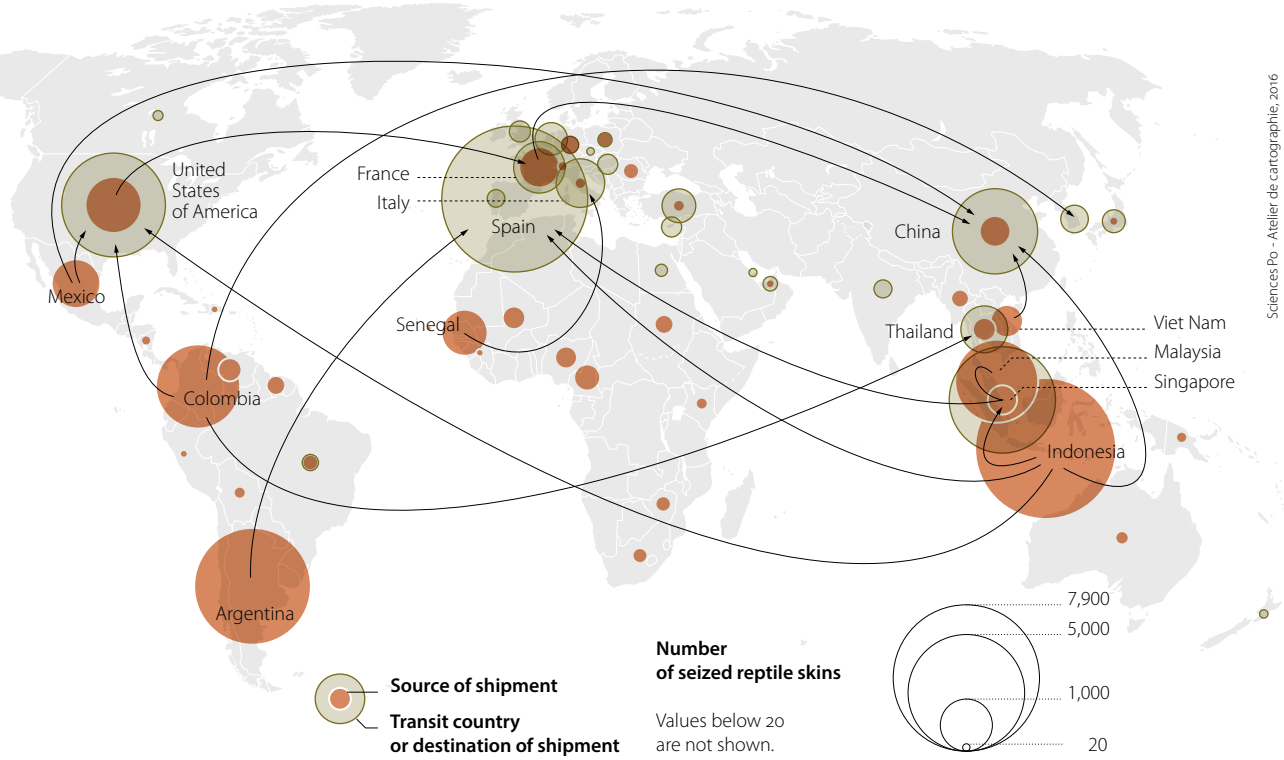 Sciences Po - Atelier de cartographie, 2016
United
States
of America
France
Italy
Spain
China
Mexico
Senegal
Thailand
Viet Nam
Malaysia
Singapore
Colombia
Indonesia
Argentina
7,900
5,000
1,000
20
Number
of seized reptile skins
Values below 20
are not shown.
Source of shipment
Transit country
or destination of shipment